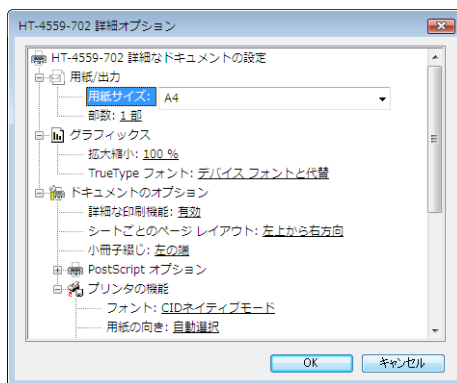 HT-4559-702 詳細オプション
HT-4559-702 詳細なドキュメントの設定
用紙/出力
用紙サイズ: A4
部数: 1 部
グラフィックス
拡大縮小: 100 %
TrueType フォント: デバイス フォントと代替
ドキュメントのオプション
詳細な印刷機能: 有効
シートごとのページ レイアウト: 左上から右方向
小冊子綴じ: 左の端
PostScript オプション
プリンタの機能
フォント: CIDネイティブモード
用紙の向き: 自動選択
OK キャンセル